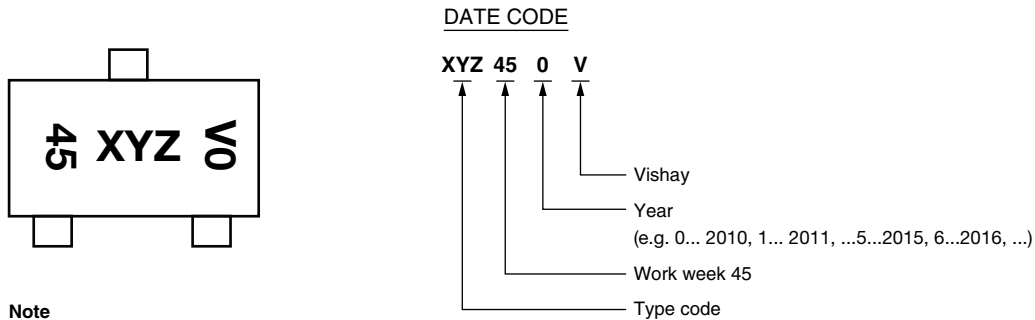 DATE CODE
XYZ 45 0 V
45 XYZ V0
Vishay
Year
(e.g. 0... 2010, 1... 2011, ...5...2015, 6...2016, ...)
Work week 45
Note
Type code